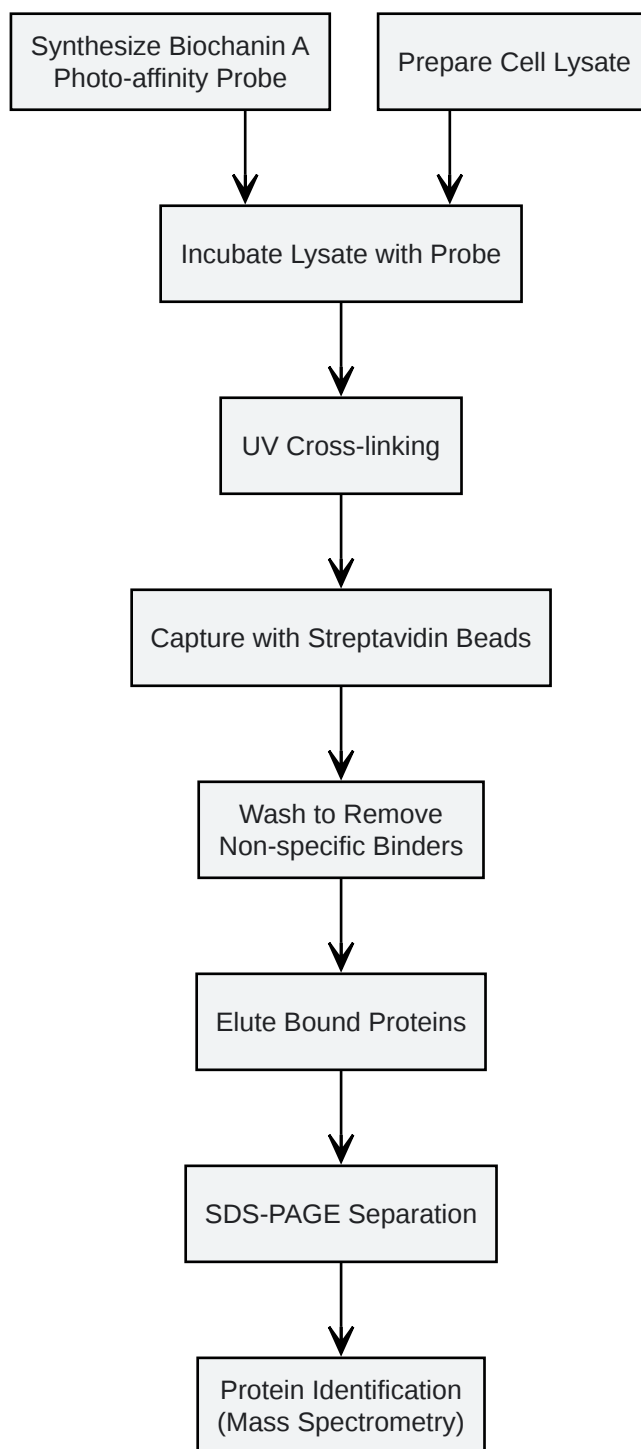 Synthesize Biochanin A
Photo-affinity Probe
Prepare Cell Lysate
Incubate Lysate with Probe
UV Cross-linking
Capture with Streptavidin Beads
Wash to Remove
Non-specific Binders
Elute Bound Proteins
SDS-PAGE Separation
Protein Identification
(Mass Spectrometry)